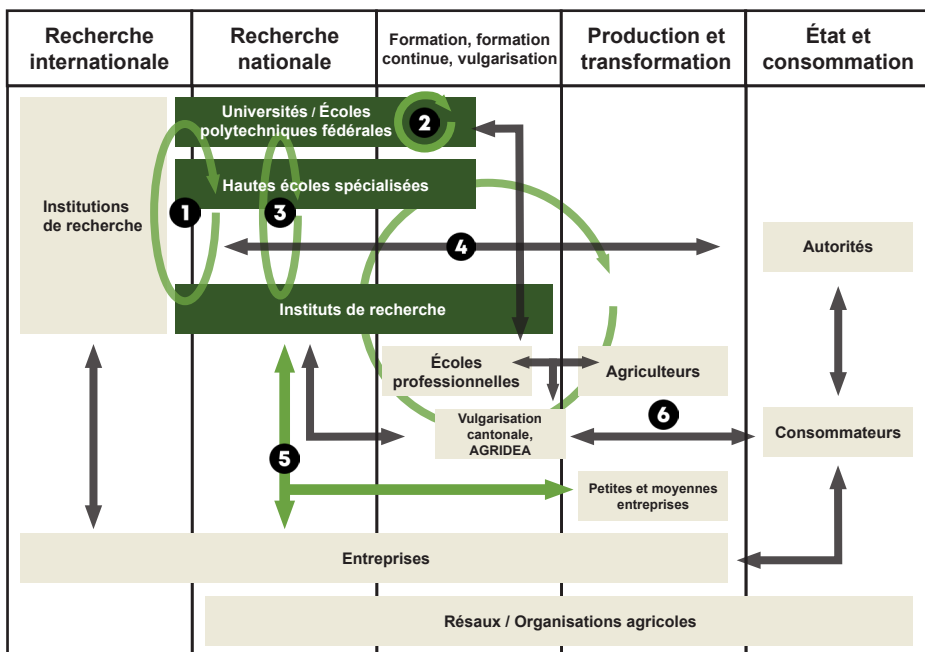 Recherche
internationale
Recherche
nationale
Formation, formation
continue, vulgarisation
Production et
transformation
État et
consommation
Universités / Écoles
polytechniques fédérales
2
Hautes écoles spécialisées
Institutions
de recherche
1
3
4
Autorités
Instituts de recherche
Écoles
professionnelles
Agriculteurs
6
Vulgarisation
cantonale,
AGRIDEA
Consommateurs
5
Petites et moyennes
entreprises
Entreprises
Résaux / Organisations agricoles